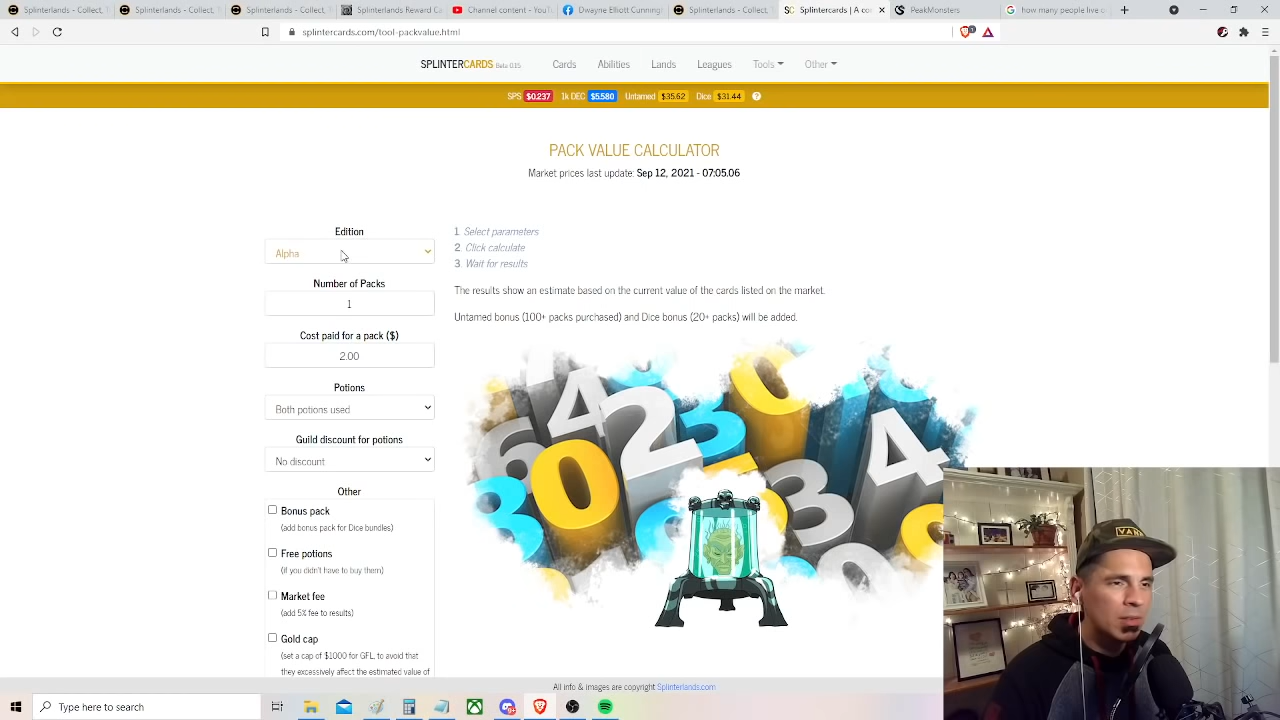 Splinterlands - Collect, T
Splinterlands - Collect, T
Splinterlands - Collect,
Splinterlands Reward Ca
Content - YouT
Dwayne Elliott Cunning
Splinterlands - Collect,
Splintercards | A co
PeakMonsters
how many people live o
splintercards.com/tool-packvalue.html
SPLINTERCARDS Beta 0.1.5
Cards
Abilities
Lands
Leagues
Tools
Other
SPS $0.237 1k DEC $5.580 Untamed $35.62 Dice $31.44 ?
PACK VALUE CALCULATOR
Market prices last update: Sep 12, 2021 - 07:05.06
Edition
Alpha
Number of Packs
1
Cost paid for a pack ($)
2.00
Potions
Both potions used
Guild discount for potions
No discount
Other
Bonus pack
(add bonus pack for Dice bundles)
Free potions
(if you didn't have to buy them)
Market fee
(add 5% fee to results)
Gold cap
(set a cap of $1000 for GFL, to avoid that
they excessively affect the estimated value of
1 Select parameters
2 Click calculate
3 Wait for results
The results show an estimate based on the current value of the cards listed on the market.
Untamed bonus (100+ packs purchased) and Dice bonus (20+ packs) will be added.
VANS
All info & images are copyright Splinterlands.com
Type here to search